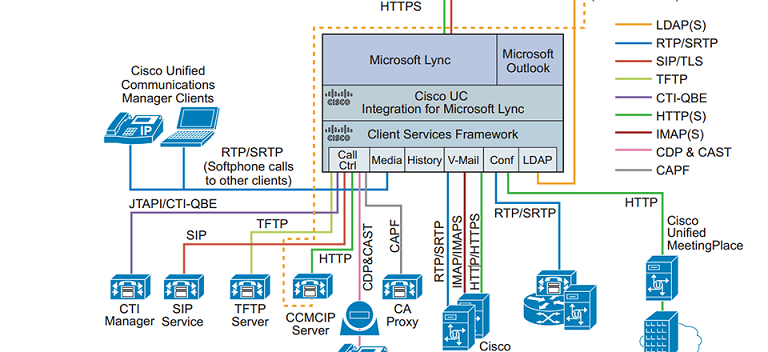 HTTPS
LDAP(S)
RTP/SRTP
SIP/TLS
TFTP
CTI-QBE
HTTP(S)
IMAP(S)
CDP & CAST
CAPF
Microsoft Lync
Microsoft
Outlook
CISCO
Cisco UC
Integration for Microsoft Lync
CISCO
Client Services Framework
Call
Ctrl
Media
History
V-Mail
Conf
LDAP
Cisco Unified
Communications
Manager Clients
IP
RTP/SRTP
(Softphone calls
to other clients)
JTAPI/CTI-QBE
TFTP
SIP
HTTP
CDP&CAST
CAPF
RTP/SRTP
IMAP/IMAPS
HTTP/HTTPS
RTP/SRTP
HTTP
Cisco
Unified
MeetingPlace
CTI
Manager
SIP
Service
TFTP
Server
CCMCIP
Server
CA
Proxy
Cisco